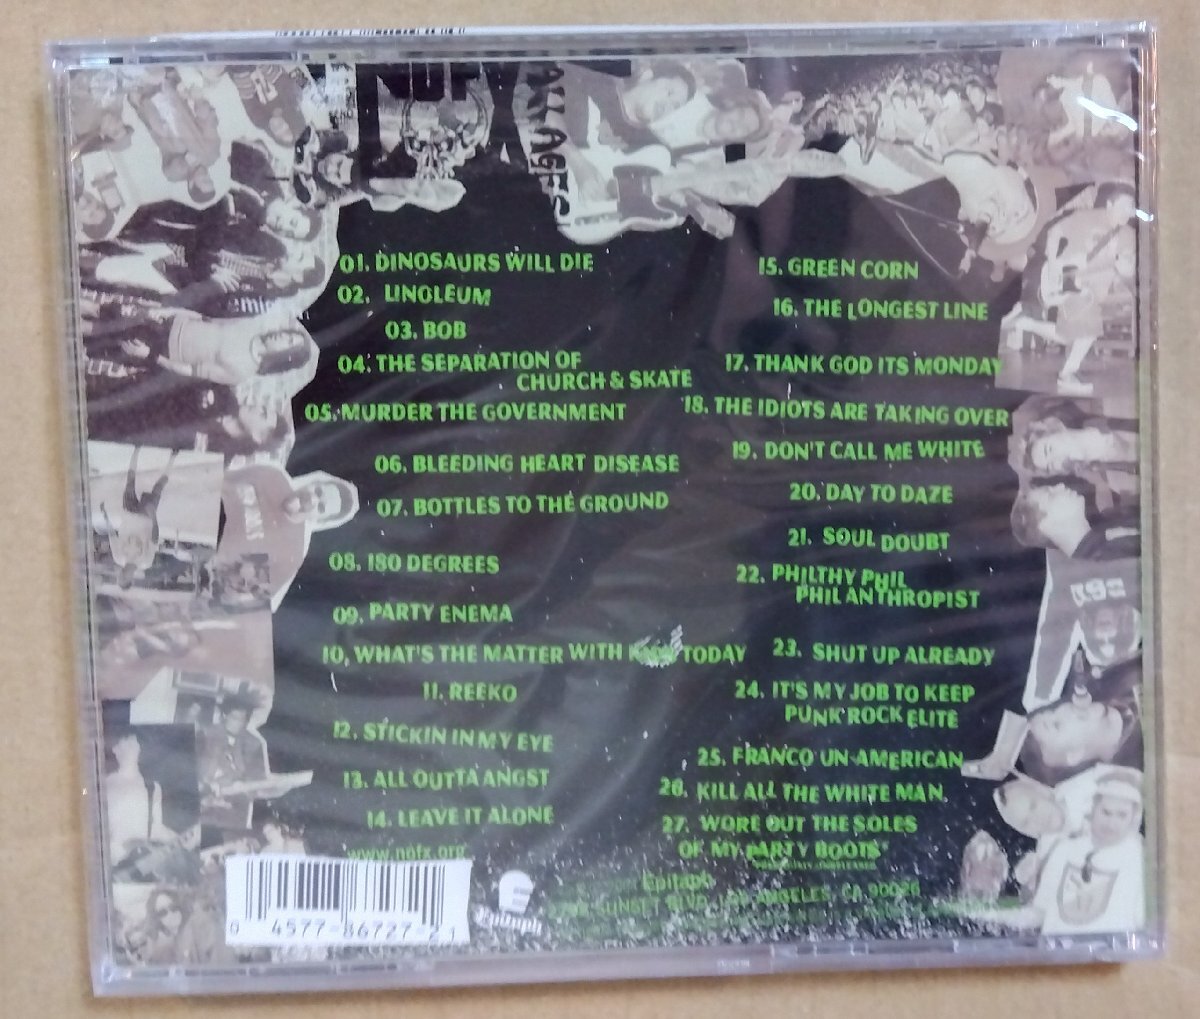 NOFX
01. DINOSAURS WILL DIE
02. LINOLEUM
03. BOB
04. THE SEPARATION OF
CHURCH & SKATE
05. MURDER THE GOVERNMENT
06. BLEEDING HEART DISEASE
07. BOTTLES TO THE GROUND
08. 180 DEGREES
09. PARTY ENEMA
10, WHAT'S THE MATTER WITH TODAY
11. REEKO
12. STICKIN IN MY EYE
13. ALL OUTTA ANGST
14. LEAVE IT ALONE
www.nofx.org
15. GREEN CORN
16. THE LONGEST LINE
17. THANK GOD ITS MONDAY
18. THE IDIOTS ARE TAKING OVER
19. DON'T CALL ME WHITE
20. DAY TO DAZE
21. SOUL DOUBT
22. PHILTHY PHIL
PHILANTHROPIST
23. SHUT UP ALREADY
24. IT'S MY JOB TO KEEP
PUNK ROCK ELITE
25. FRANCO UN-AMERICAN
26. KILL ALL THE WHITE MAN
27. WORE OUT THE SOLES
OF MY PARTY BOOTS*
Epitaph
SUNSET BLVD. LOS ANGELES, CA 90026
Epitaph
0 4577-86727-2 1